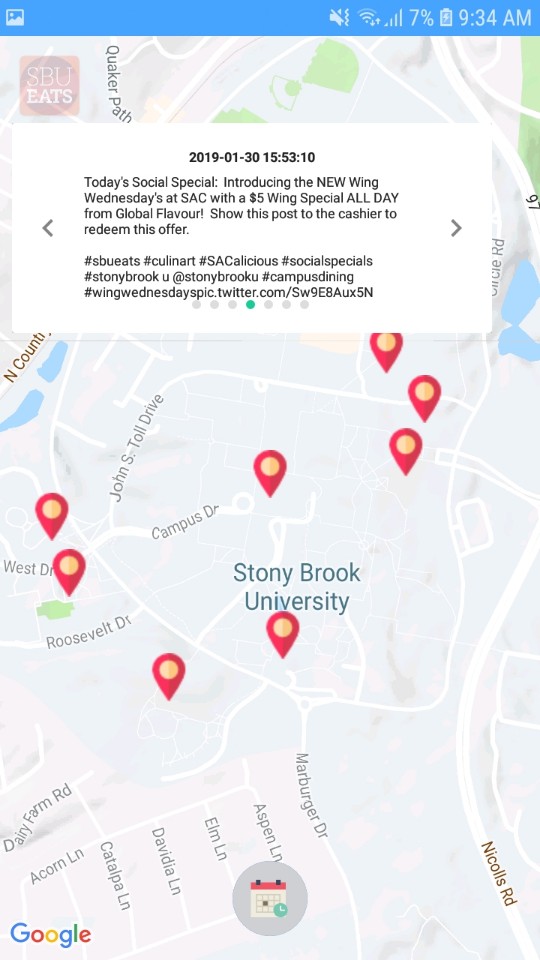 7% 9:34 AM
Quaker Path
SBU
EATS
2019-01-30 15:53:10
Today's Social Special: Introducing the NEW Wing
Wednesday's at SAC with a $5 Wing Special ALL DAY
from Global Flavour! Show this post to the cashier to
redeem this offer.
#sbueats #culinart #SACalicious #socialspecials
#stonybrook u @stonybrooku #campusdining
#wingwednesdayspic.twitter.com/Sw9E8Aux5N
97
N Country
John S. Toll Drive
Campus Dr
West Dr
Stony Brook
University
Roosevelt Dr
Marburger Dr
Dairy Farm Rd
Acorn Ln
Catalpa Ln
Davidia Ln
Elm Ln
Aspen Ln
Nicolls Rd
Google